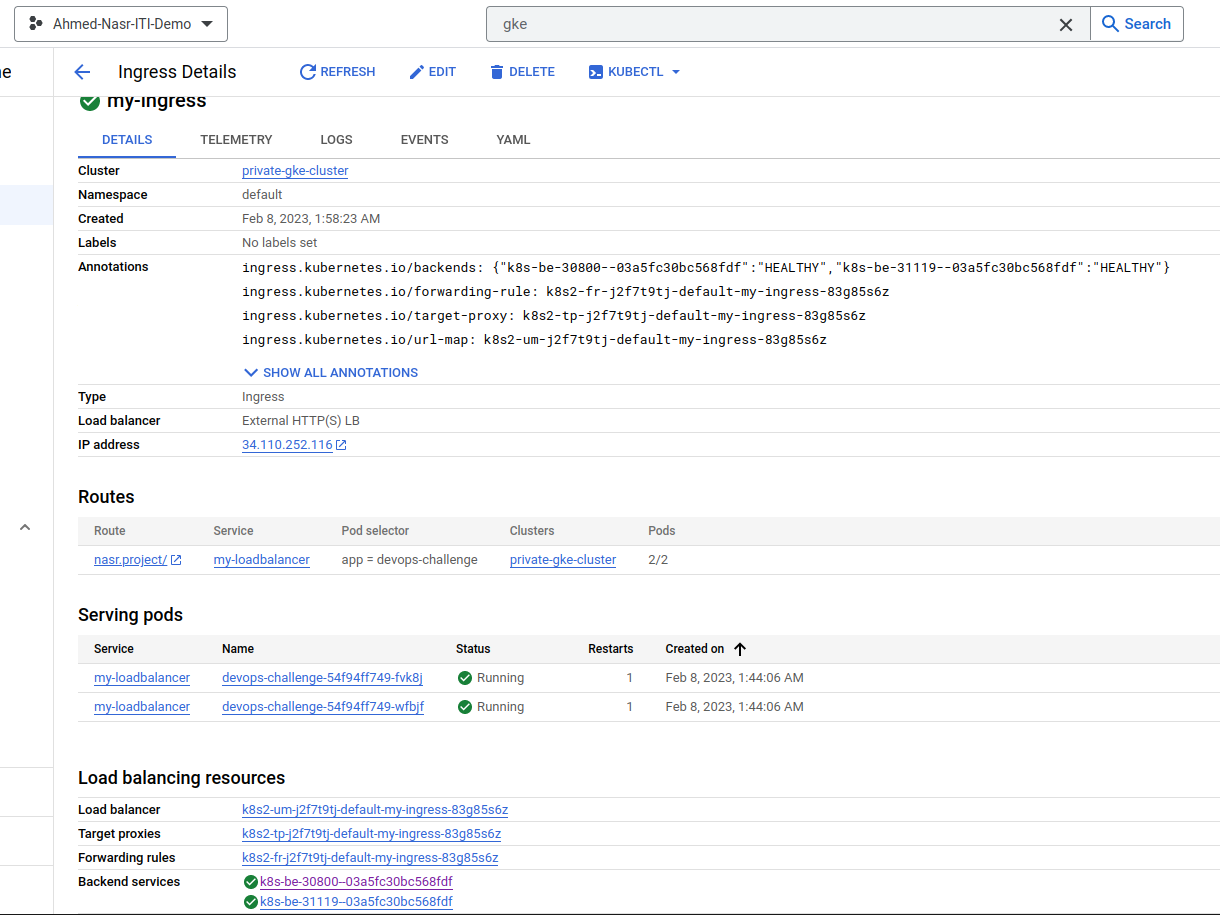 Ahmed-Nasr-ITI-Demo gke Search
Ingress Details REFRESH EDIT DELETE KUBECTL
my-ingress
DETAILS TELEMETRY LOGS EVENTS YAML
Cluster private-gke-cluster
Namespace default
Created Feb 8, 2023, 1:58:23 AM
Labels No labels set
Annotations ingress.kubernetes.io/backends: {"k8s-be-30800--03a5fc30bc568fdf":"HEALTHY","k8s-be-31119--03a5fc30bc568fdf":"HEALTHY"}
ingress.kubernetes.io/forwarding-rule: k8s2-fr-j2f7t9tj-default-my-ingress-83g85s6z
ingress.kubernetes.io/target-proxy: k8s2-tp-j2f7t9tj-default-my-ingress-83g85s6z
ingress.kubernetes.io/url-map: k8s2-um-j2f7t9tj-default-my-ingress-83g85s6z
SHOW ALL ANNOTATIONS
Type Ingress
Load balancer External HTTP(S) LB
IP address 34.110.252.116
Routes
Route Service Pod selector Clusters Pods
nasr.project/ my-loadbalancer app = devops-challenge private-gke-cluster 2/2
Serving pods
Service Name Status Restarts Created on
my-loadbalancer devops-challenge-54f94ff749-fvk8j Running 1 Feb 8, 2023, 1:44:06 AM
my-loadbalancer devops-challenge-54f94ff749-wfbjf Running 1 Feb 8, 2023, 1:44:06 AM
Load balancing resources
Load balancer k8s2-um-j2f7t9tj-default-my-ingress-83g85s6z
Target proxies k8s2-tp-j2f7t9tj-default-my-ingress-83g85s6z
Forwarding rules k8s2-fr-j2f7t9tj-default-my-ingress-83g85s6z
Backend services k8s-be-30800--03a5fc30bc568fdf
k8s-be-31119--03a5fc30bc568fdf